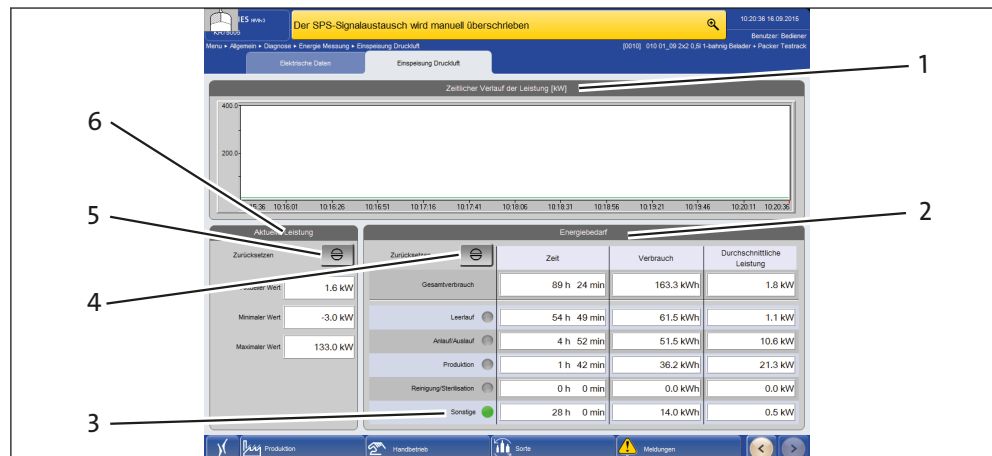 IES HMI v3
Der SPS-Signalaustausch wird manuell überschrieben
10:20:36 16.09.2015
KR79009
Benutzer: Bediener
Menu ▸ Allgemein ▸ Diagnose ▸ Energie Messung ▸ Einspeisung Druckluft
[0010] 010 01_09 2x2 0,5l 1-bahnig Belader + Packer Testrack
Elektrische Daten
Einspeisung Druckluft
1
Zeitlicher Verlauf der Leistung [kW]
400.0
6
200.0
15:36 10:16:01 10:16:26 10:16:51 10:17:16 10:17:41 10:18:06 10:18:31 10:18:56 10:19:21 10:19:46 10:20:11 10:20:36
5
2
Aktuelle Leistung
Energiebedarf
Zurücksetzen
Zurücksetzen
Zeit
Verbrauch
Durchschnittliche
Leistung
4
Aktueller Wert 1.6 kW
Gesamtverbrauch 89 h 24 min 163.3 kWh 1.8 kW
Minimaler Wert -3.0 kW
Leerlauf 54 h 49 min 61.5 kWh 1.1 kW
Maximaler Wert 133.0 kW
Anlauf/Auslauf 4 h 52 min 51.5 kWh 10.6 kW
Produktion 1 h 42 min 36.2 kWh 21.3 kW
Reinigung/Sterilisation 0 h 0 min 0.0 kWh 0.0 kW
3
Sonstige 28 h 0 min 14.0 kWh 0.5 kW
Produktion
Handbetrieb
Sorte
Meldungen